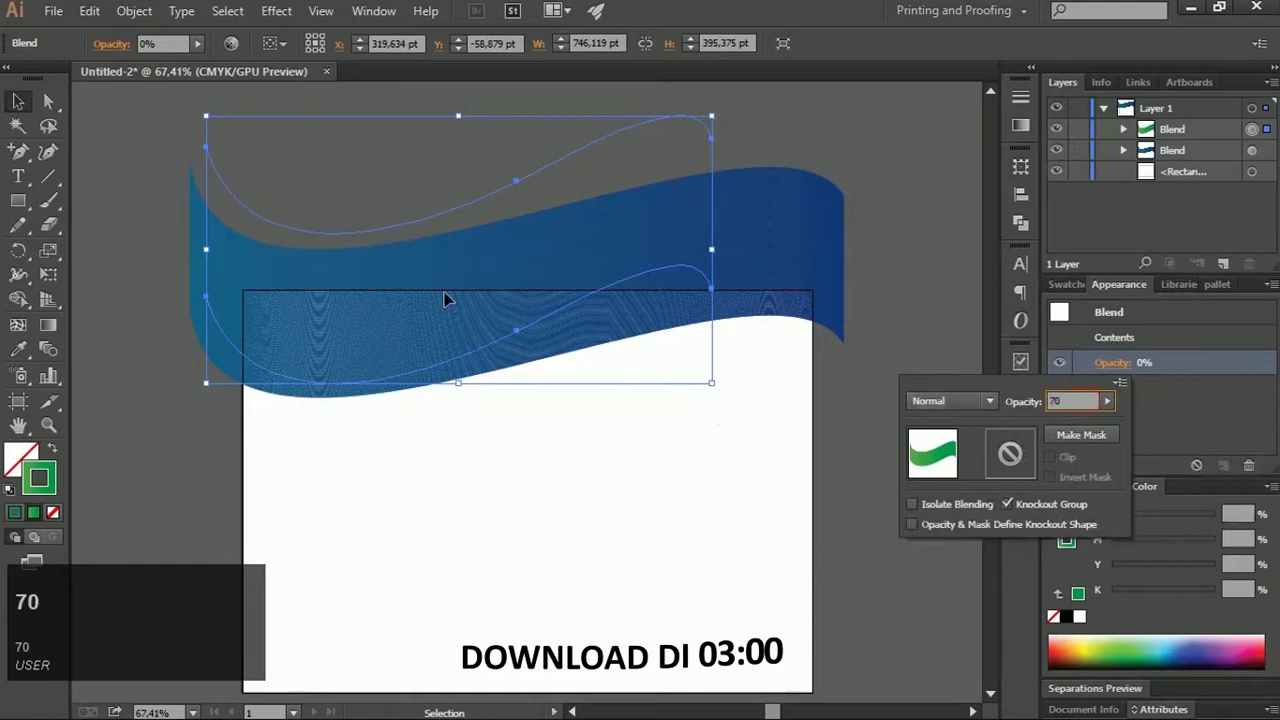 Ai File Edit Object Type Select Effect View Window Help Br St Printing and Proofing
Blend Opacity: 0% X: 319,634 pt Y: -58,879 pt W: 746,119 pt H: 395,375 pt
Untitled-2* @ 67,41% (CMYK/GPU Preview) ×
Layers Info Links Artboards
Layer 1
Blend
Blend
<Rectan...
1 Layer
Swatche Appearance Librarie pallet
Blend
Contents
Opacity: 0%
Normal Opacity: 70
Make Mask
Clip
Invert Mask
Isolate Blending Knockout Group
Opacity & Mask Define Knockout Shape
Color
%
%
Y %
K %
70
70
USER
DOWNLOAD DI 03:00
Separations Preview
Document Info Attributes
67,41% 1 Selection